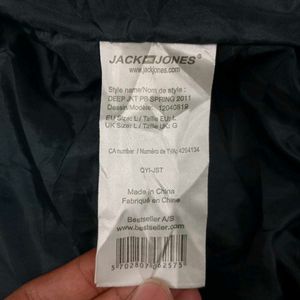 JACK JONES®
www.jackjones.com
Style name/Nom de style :
DEEP JKT PB SPRING 2011
Dessin Modèle: 12040819
EU Size: L / Taille EU: L
UK Size: L / Taille UK: G
CA number / Numéro de TVA: 4204134
QYI-JST
Made in China
Fabriqué en Chine
Bestseller A/S
www.bestseller.com